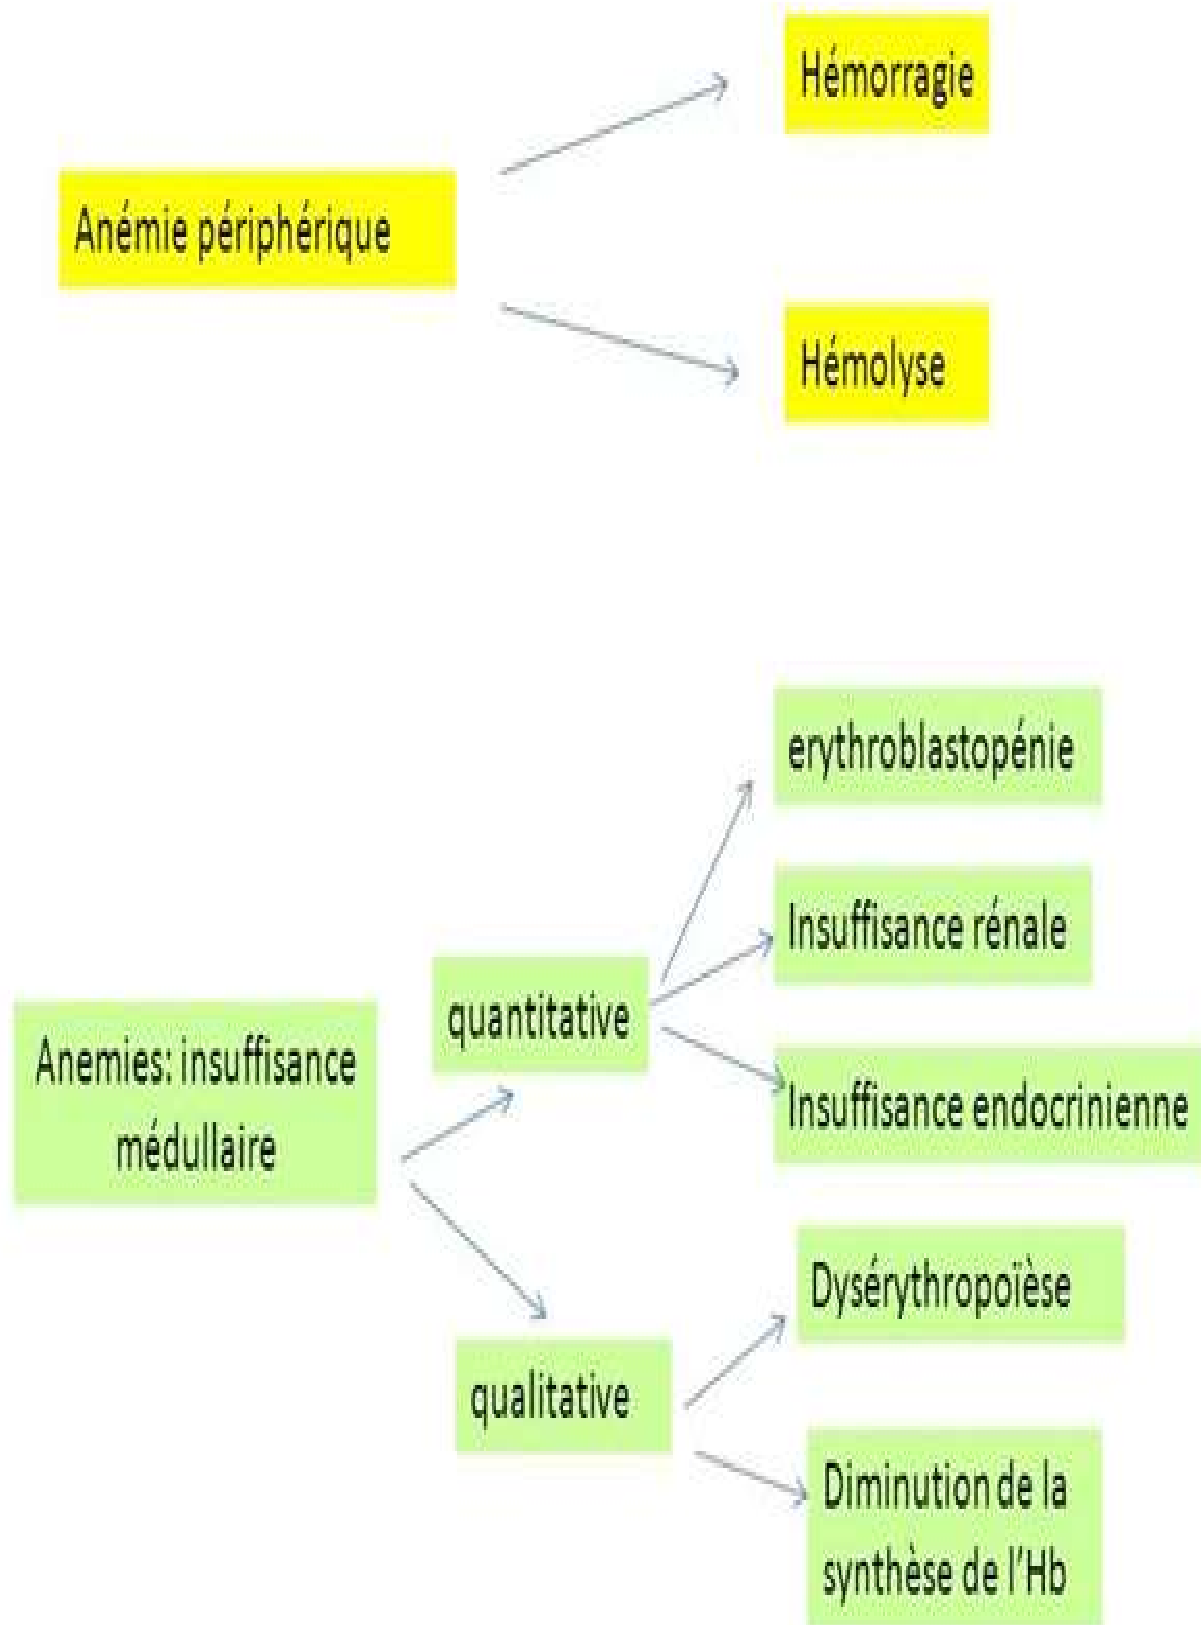 Hémorragie
Anémie périphérique
Hémolyse
erythroblastopénie
Insuffisance rénale
quantitative
Anemies: insuffisance
médullaire
Insuffisance endocrinienne
Dysérythropoïèse
qualitative
Diminution de la
synthèse de l'Hb